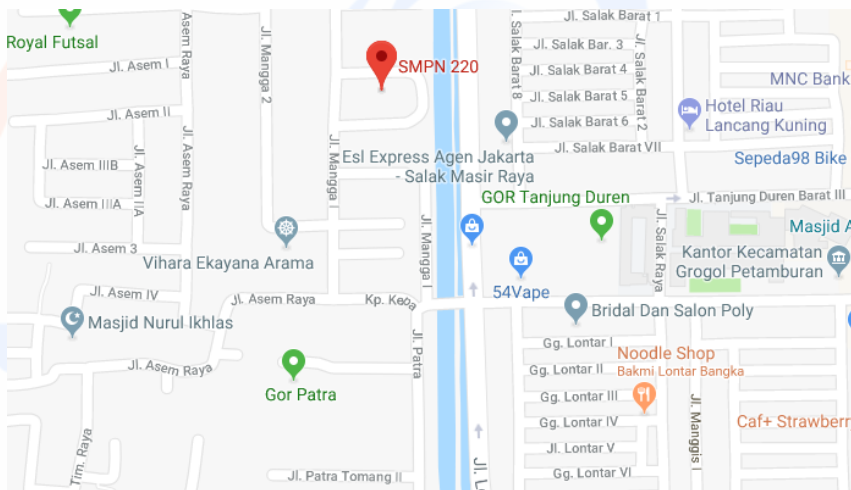 Royal Futsal
Jl. Asem I
Asem Raya
Jl. Mangga 2
SMPN 220
Jl. Salak Barat 1
Jl. Salak Bar. 3
Jl. Salak Barat 4
Jl. Salak Barat 5
Jl. Salak Barat 6
Jl. Salak Barat VII
Salak Barat 8
Jl. Salak Barat 2
MNC Bank
Hotel Riau
Lancang Kuning
Sepeda98 Bike
Jl. Asem II
Jl. Asem IIIB
Jl. Asem IIIA
Jl. Asem IIA
Asem Raya
Jl. Mangga I
Esl Express Agen Jakarta
- Salak Masir Raya
GOR Tanjung Duren
Jl. Tanjung Duren Barat III
Jl. Asem 3
Vihara Ekayana Arama
Jl. Mangga I
54Vape
Jl. Salak Raya
Masjid A
Kantor Kecamatan
Grogol Petamburan
Jl. Asem IV
Jl. Asem Raya
Kp. Kepa
Masjid Nurul Ikhlas
Bridal Dan Salon Poly
Jl. Asem Raya
Gor Patra
Jl. Patra
Gg. Lontar I
Gg. Lontar II
Gg. Lontar III
Gg. Lontar IV
Jl. Lontar V
Gg. Lontar VI
Noodle Shop
Bakmi Lontar Bangka
Jl. Manggis I
Caf+ Strawberr
Tim. Raya
Jl. Patra Tomang II